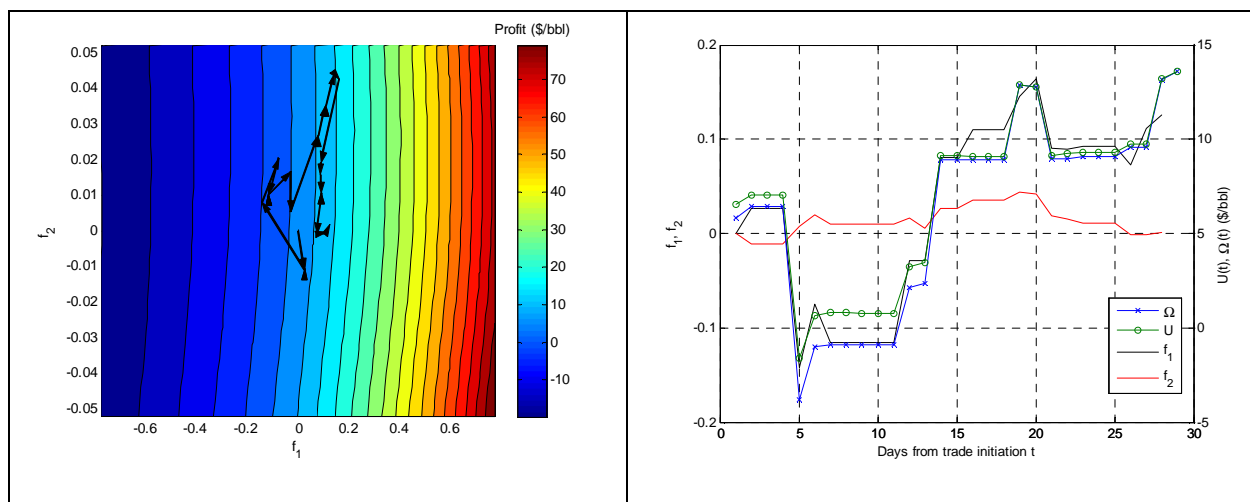 Profit ($/bbl)
0.05
0.04
0.03
0.02
0.01
0
-0.01
-0.02
-0.03
-0.04
-0.05
f2
-0.6 -0.4 -0.2 0 0.2 0.4 0.6
f1
70
60
50
40
30
20
10
0
-10
0.2
0.1
0
-0.1
-0.2
f1, f2
0 5 10 15 20 25 30
Days from trade initiation t
15
10
5
0
-5
U(t), Ω (t) ($/bbl)
Ω
U
f1
f2